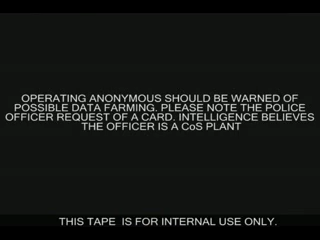 OPERATING ANONYMOUS SHOULD BE WARNED OF
POSSIBLE DATA FARMING. PLEASE NOTE THE POLICE
OFFICER REQUEST OF A CARD. INTELLIGENCE BELIEVES
THE OFFICER IS A CoS PLANT
THIS TAPE IS FOR INTERNAL USE ONLY.